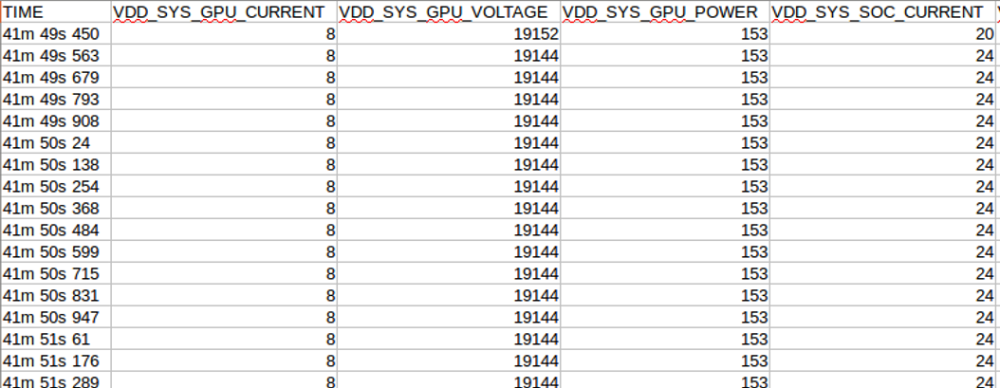 TIME VDD_SYS_GPU_CURRENT VDD_SYS_GPU_VOLTAGE VDD_SYS_GPU_POWER VDD_SYS_SOC_CURRENT
41m 49s 450 8 19152 153 20
41m 49s 563 8 19144 153 24
41m 49s 679 8 19144 153 24
41m 49s 793 8 19144 153 24
41m 49s 908 8 19144 153 24
41m 50s 24 8 19144 153 24
41m 50s 138 8 19144 153 24
41m 50s 254 8 19144 153 24
41m 50s 368 8 19144 153 24
41m 50s 484 8 19144 153 24
41m 50s 599 8 19144 153 24
41m 50s 715 8 19144 153 24
41m 50s 831 8 19144 153 24
41m 50s 947 8 19144 153 24
41m 51s 61 8 19144 153 24
41m 51s 176 8 19144 153 24
41m 51s 289 8 19144 153 24